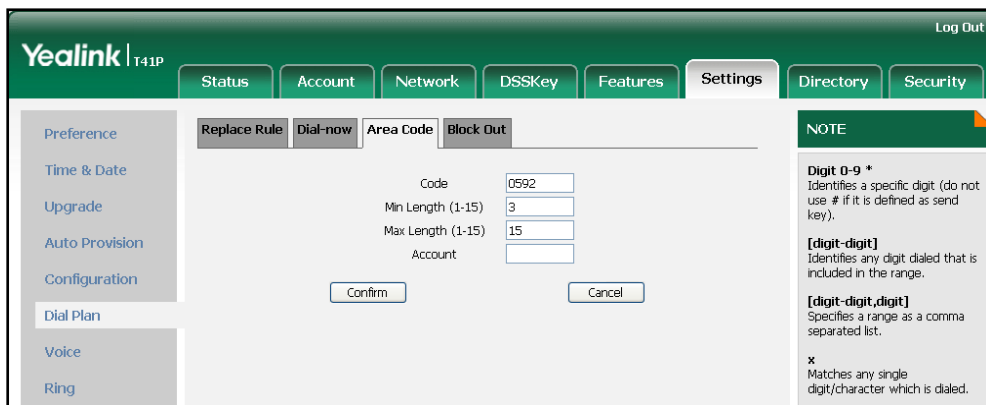 Log Out
Yealink T41P
Status Account Network DSSKey Features Settings Directory Security
Preference
Time & Date
Upgrade
Auto Provision
Configuration
Dial Plan
Voice
Ring
Replace Rule Dial-now Area Code Block Out
Code 0592
Min Length (1-15) 3
Max Length (1-15) 15
Account
Confirm Cancel
NOTE
Digit 0-9 *
Identifies a specific digit (do not
use # if it is defined as send
key).
[digit-digit]
Identifies any digit dialed that is
included in the range.
[digit-digit,digit]
Specifies a range as a comma
separated list.
x
Matches any single
digit/character which is dialed.